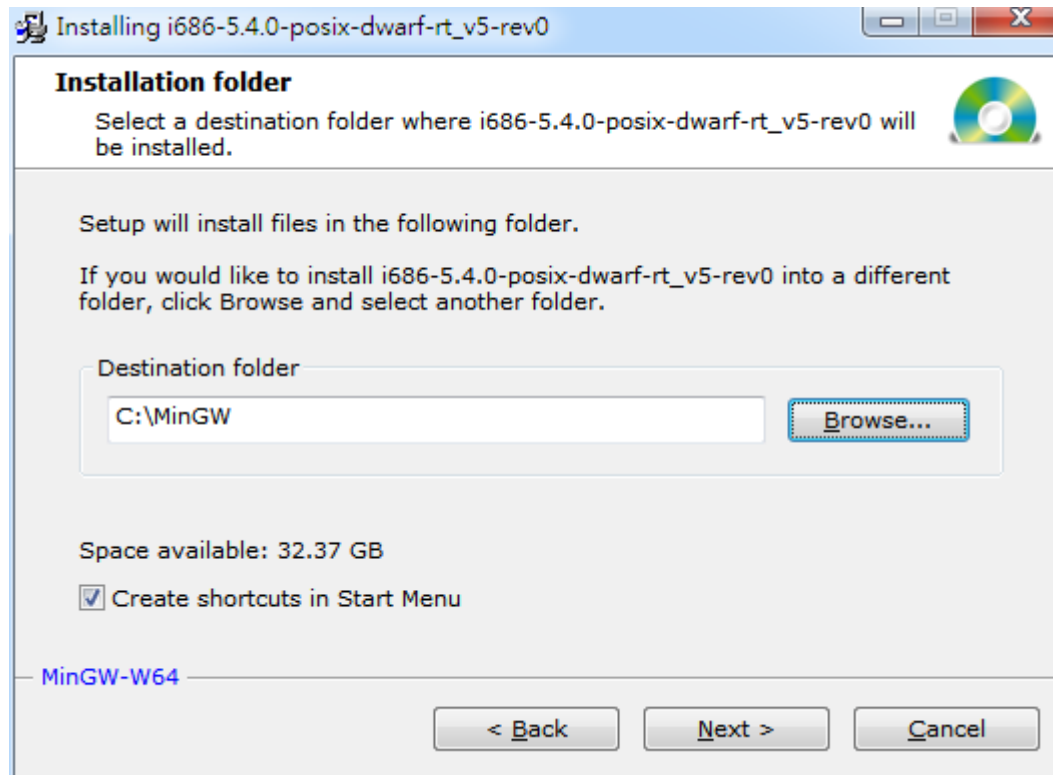 Installing i686-5.4.0-posix-dwarf-rt_v5-rev0
Installation folder
Select a destination folder where i686-5.4.0-posix-dwarf-rt_v5-rev0 will
be installed.
Setup will install files in the following folder.
If you would like to install i686-5.4.0-posix-dwarf-rt_v5-rev0 into a different
folder, click Browse and select another folder.
Destination folder
C:\MinGW
Browse...
Space available: 32.37 GB
Create shortcuts in Start Menu
MinGW-W64
< Back
Next >
Cancel